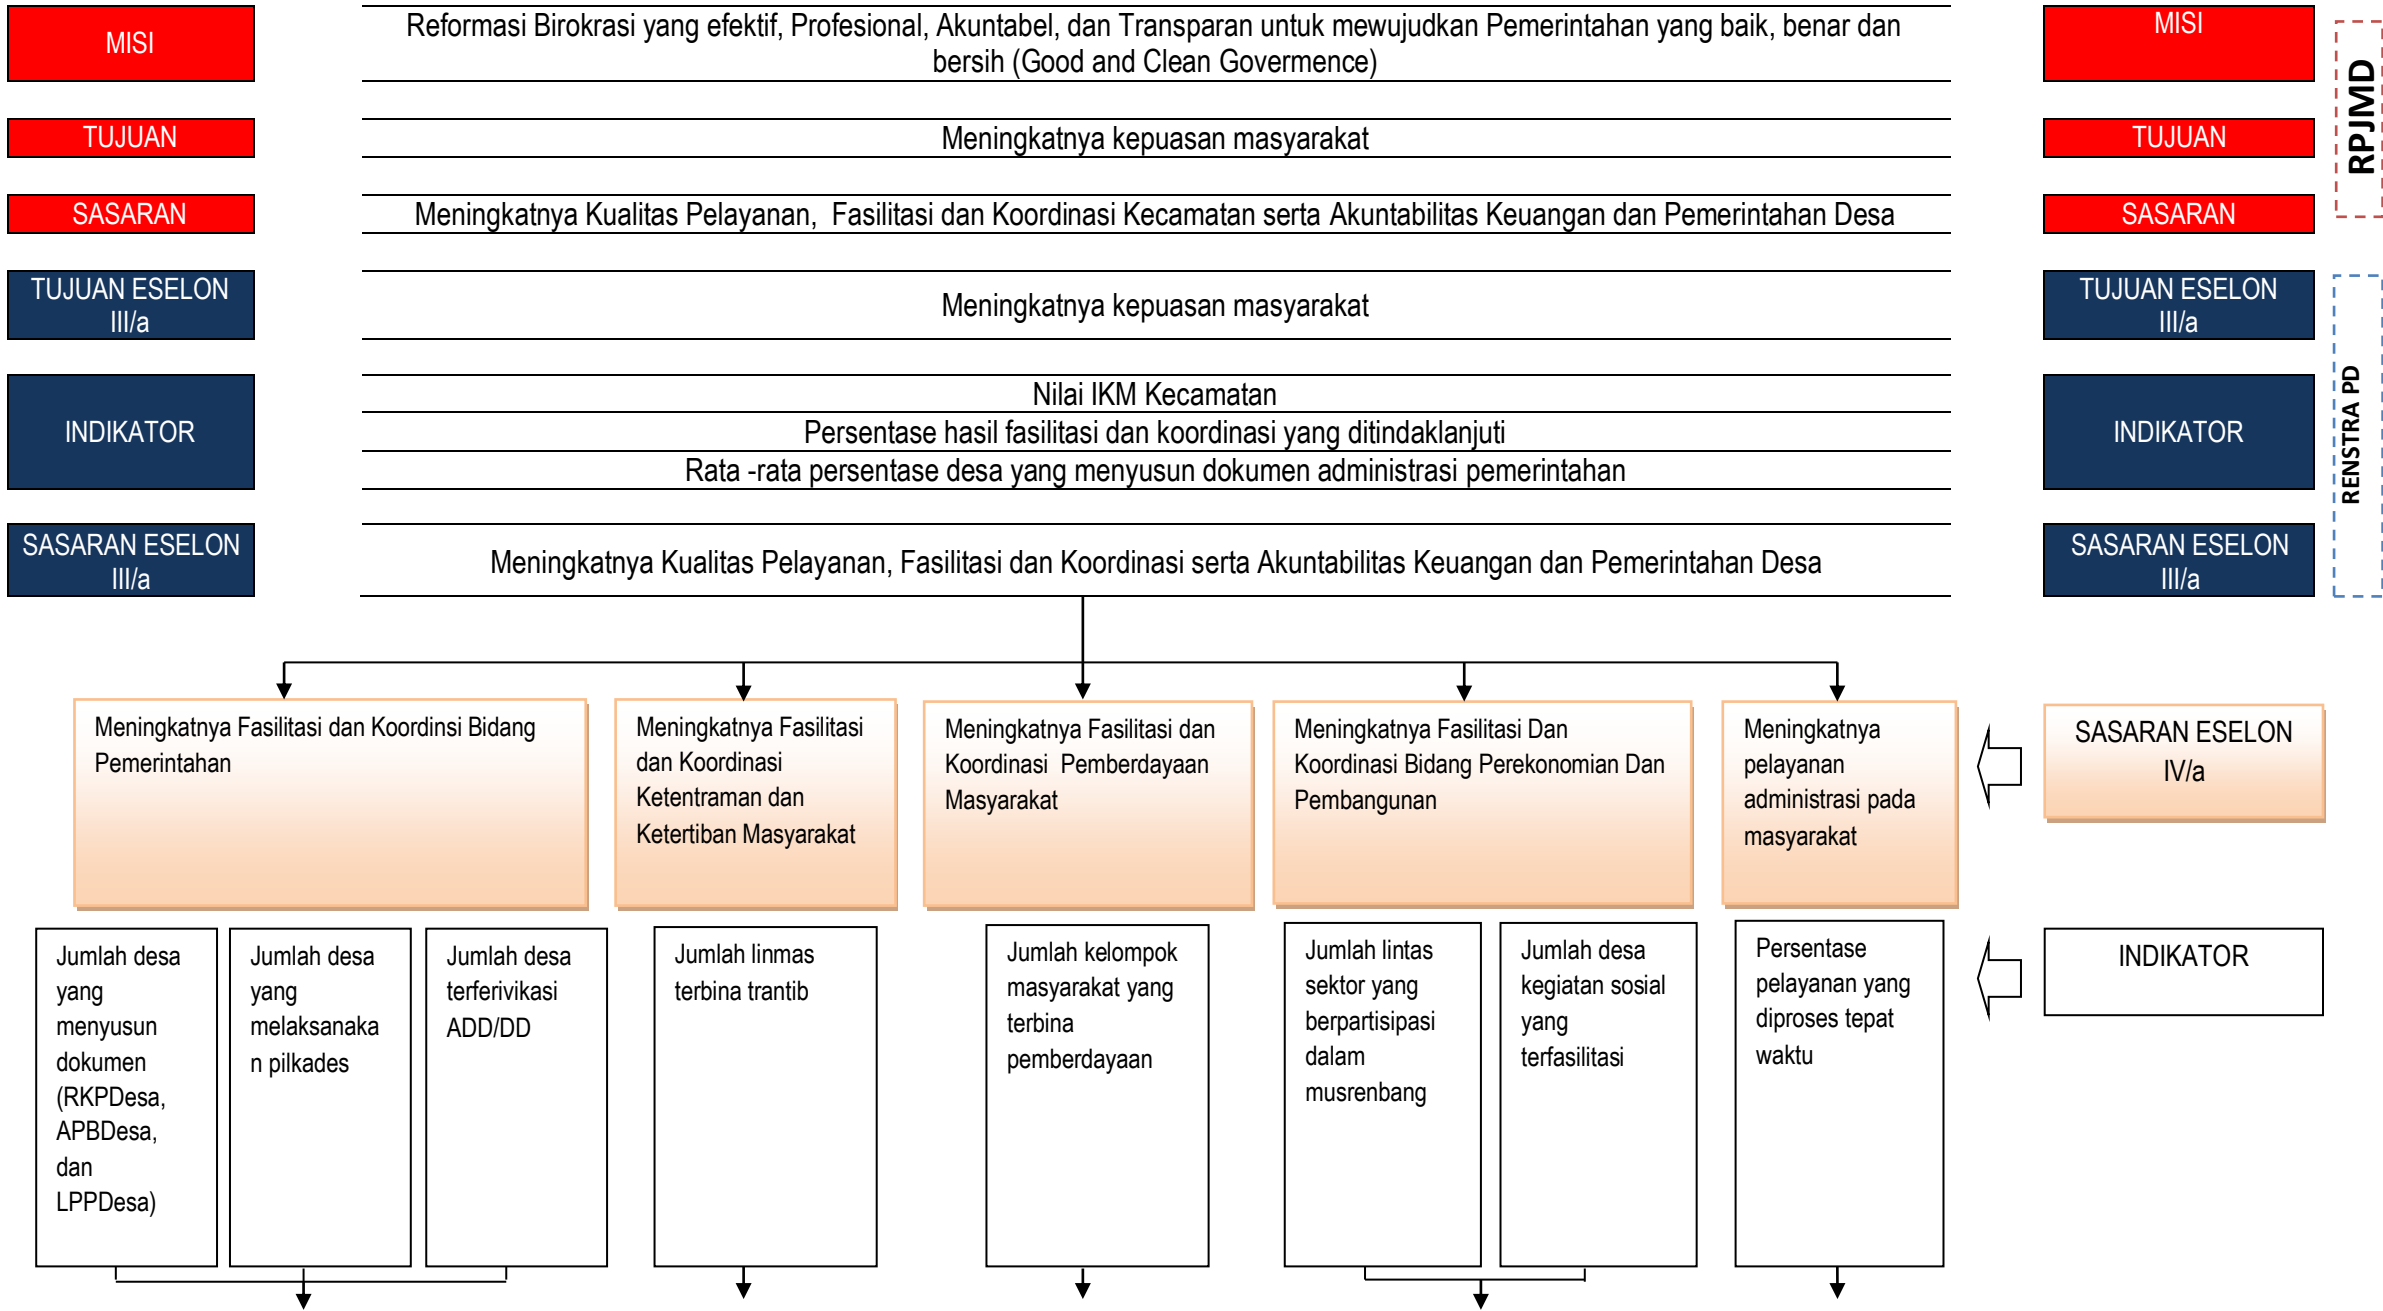 MISI
Reformasi Birokrasi yang efektif, Profesional, Akuntabel, dan Transparan untuk mewujudkan Pemerintahan yang baik, benar dan
bersih (Good and Clean Govermence)
MISI
RPJMD
TUJUAN
Meningkatnya kepuasan masyarakat
TUJUAN
SASARAN
Meningkatnya Kualitas Pelayanan, Fasilitasi dan Koordinasi Kecamatan serta Akuntabilitas Keuangan dan Pemerintahan Desa
SASARAN
TUJUAN ESELON
III/a
Meningkatnya kepuasan masyarakat
TUJUAN ESELON
III/a
RENSTRA PD
INDIKATOR
Nilai IKM Kecamatan
Persentase hasil fasilitasi dan koordinasi yang ditindaklanjuti
Rata -rata persentase desa yang menyusun dokumen administrasi pemerintahan
INDIKATOR
SASARAN ESELON
III/a
Meningkatnya Kualitas Pelayanan, Fasilitasi dan Koordinasi serta Akuntabilitas Keuangan dan Pemerintahan Desa
SASARAN ESELON
III/a
Meningkatnya Fasilitasi dan Koordinsi Bidang
Pemerintahan
Meningkatnya Fasilitasi
dan Koordinasi
Ketentraman dan
Ketertiban Masyarakat
Meningkatnya Fasilitasi dan
Koordinasi Pemberdayaan
Masyarakat
Meningkatnya Fasilitasi Dan
Koordinasi Bidang Perekonomian Dan
Pembangunan
Meningkatnya
pelayanan
administrasi pada
masyarakat
SASARAN ESELON
IV/a
Jumlah desa
yang
menyusun
dokumen
(RKPDesa,
APBDesa,
dan
LPPDesa)
Jumlah desa
yang
melaksanaka
n pilkades
Jumlah desa
terferivikasi
ADD/DD
Jumlah linmas
terbina trantib
Jumlah kelompok
masyarakat yang
terbina
pemberdayaan
Jumlah lintas
sektor yang
berpartisipasi
dalam
musrenbang
Jumlah desa
kegiatan sosial
yang
terfasilitasi
Persentase
pelayanan yang
diproses tepat
waktu
INDIKATOR